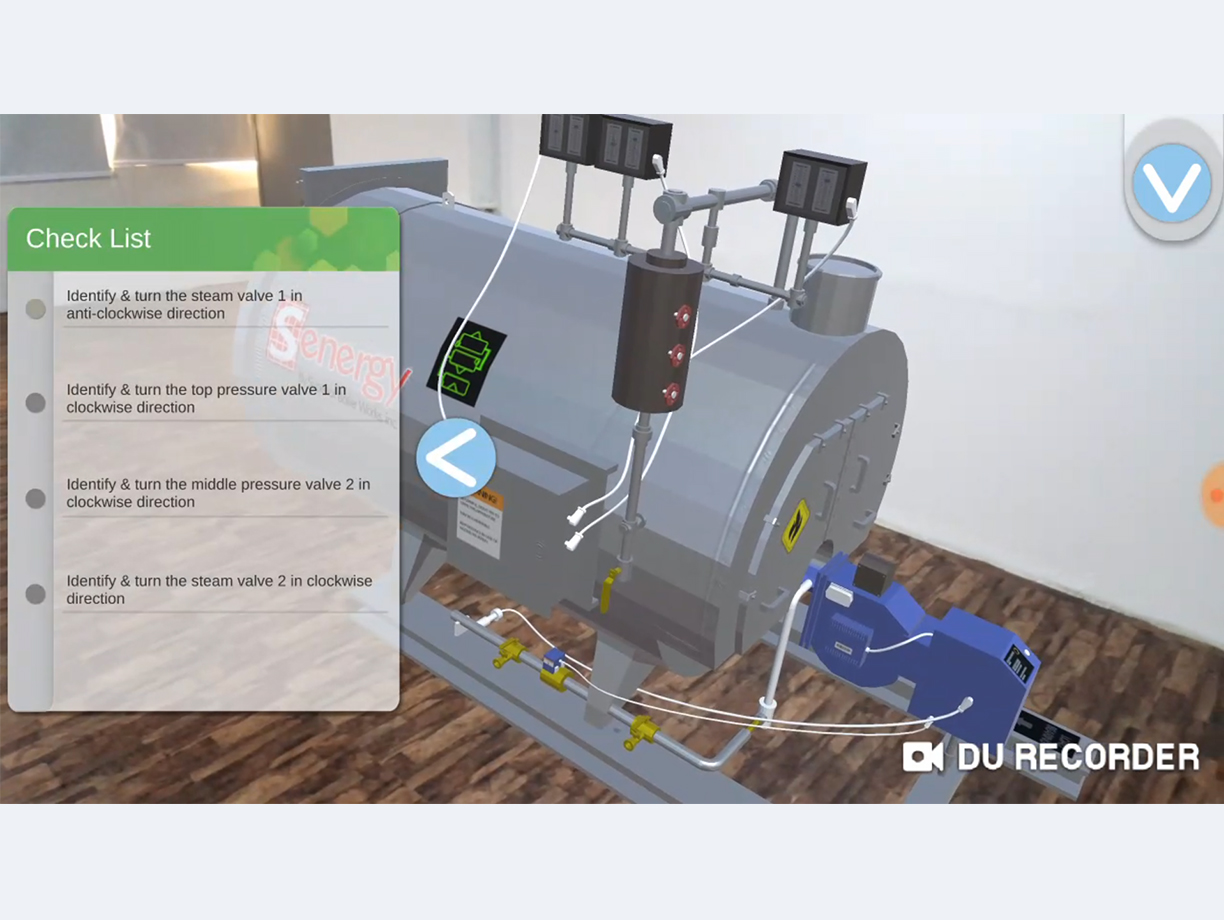 Check List
Identify & turn the steam valve 1 in
anti-clockwise direction
Identify & turn the top pressure valve 1 in
clockwise direction
Identify & turn the middle pressure valve 2 in
clockwise direction
Identify & turn the steam valve 2 in clockwise
direction
Senergy
DU RECORDER